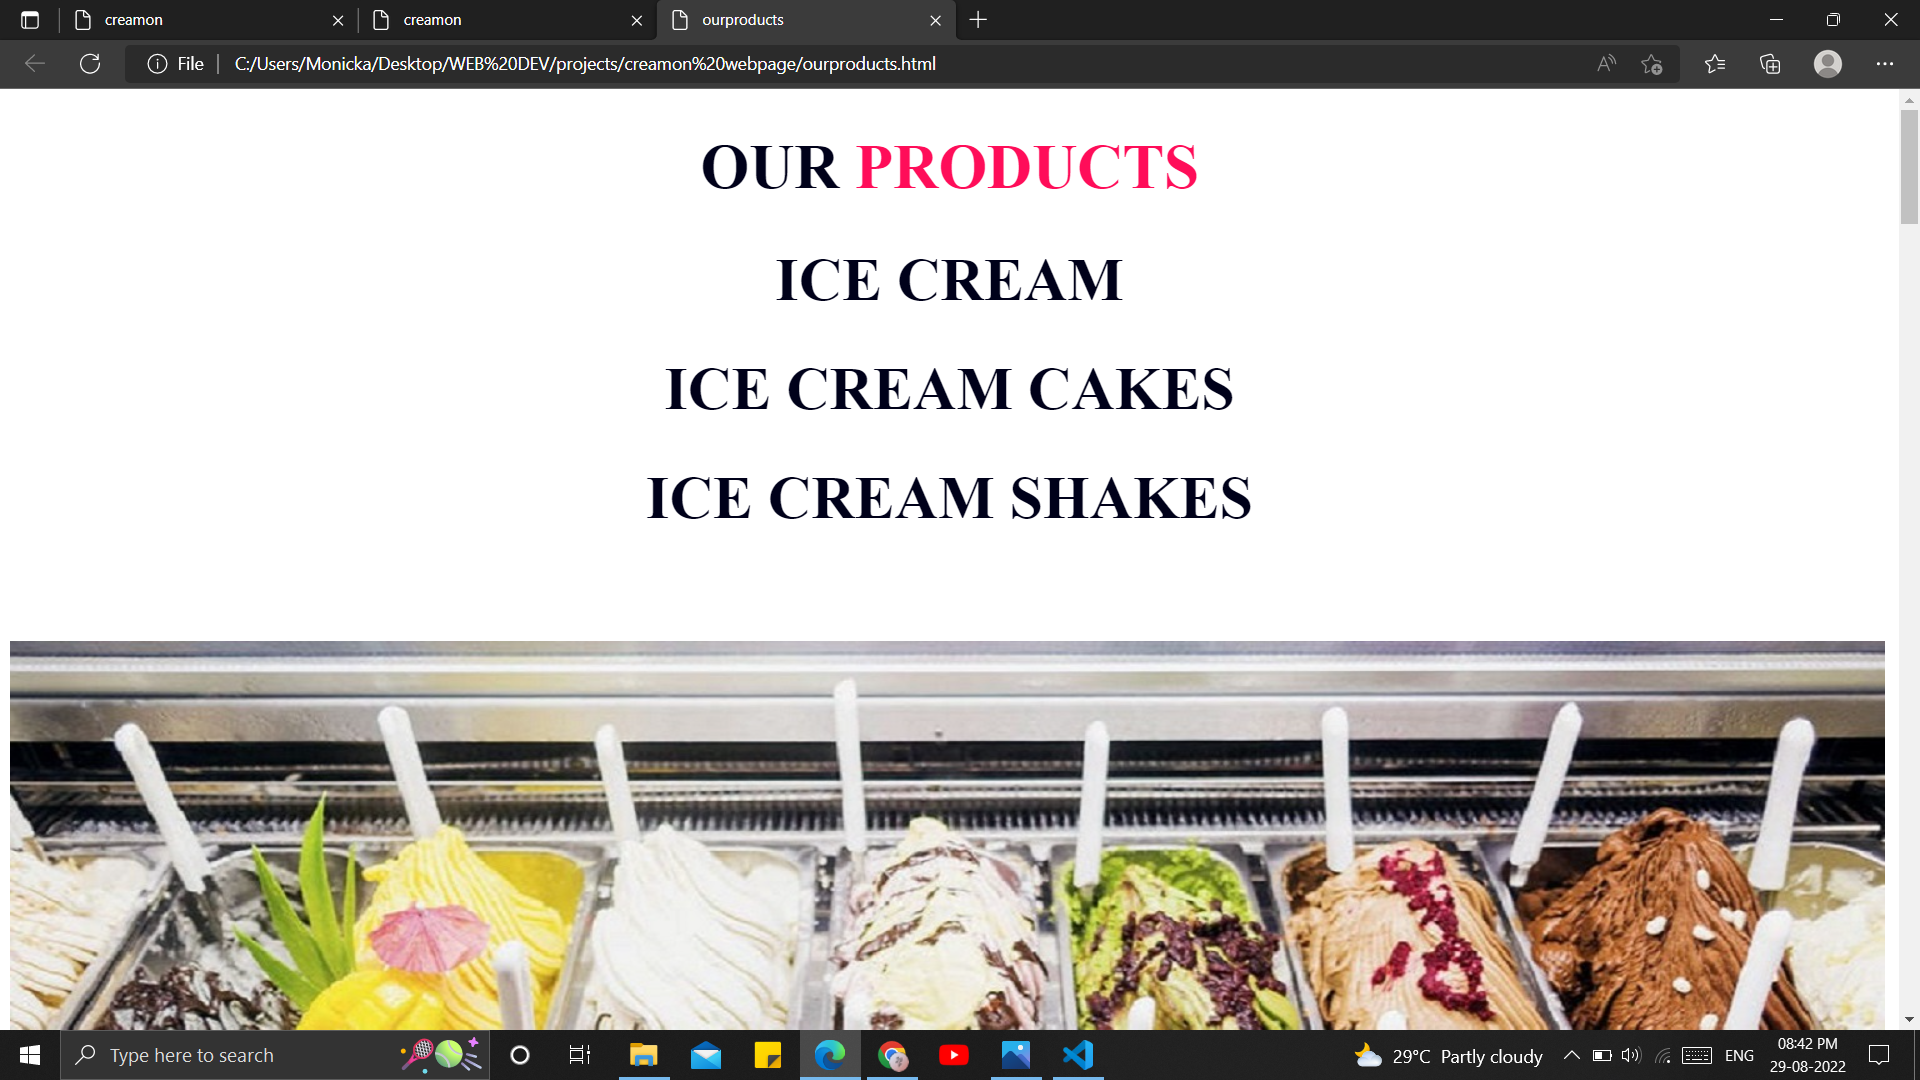 creamon
creamon
ourproducts
File
C:/Users/Monicka/Desktop/WEB%20DEV/projects/creamon%20webpage/ourproducts.html
OUR PRODUCTS
ICE CREAM
ICE CREAM CAKES
ICE CREAM SHAKES
Type here to search
29°C Partly cloudy
ENG
08:42 PM
29-08-2022